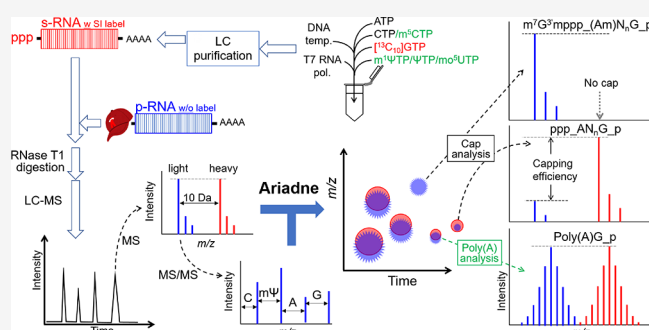 s-RNA w SI label
ppp
AAAA
LC
purification
DNA
temp.
T7 RNA
pol.
ATP
CTP/m⁵CTP
[¹³C₁₀]GTP
m¹ΨTP/ΨTP/mo⁵UTP
p-RNA w/o label
AAAA
RNase T1
digestion
LC-MS
MS
Intensity
Time
light
heavy
10 Da
Intensity
m/z
MS/MS
Intensity
C
mΨ
A
G
Ariadne
m/z
Time
Cap
analysis
Poly(A)
analysis
m⁷G³'mppp_(Am)NₙG_p
No cap
ppp_ANₙG_p
Capping
efficiency
Poly(A)G_p
Intensity